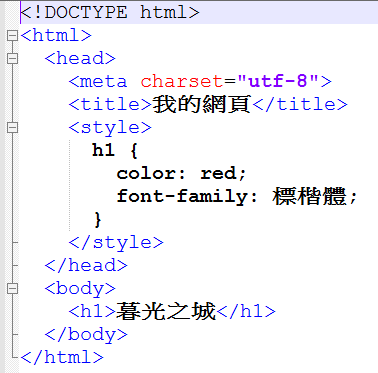 <!DOCTYPE html>
<html>
<head>
<meta charset="utf-8">
<title>我的網頁</title>
<style>
h1 {
color: red;
font-family: 標楷體;
}
</style>
</head>
<body>
<h1>暮光之城</h1>
</body>
</html>